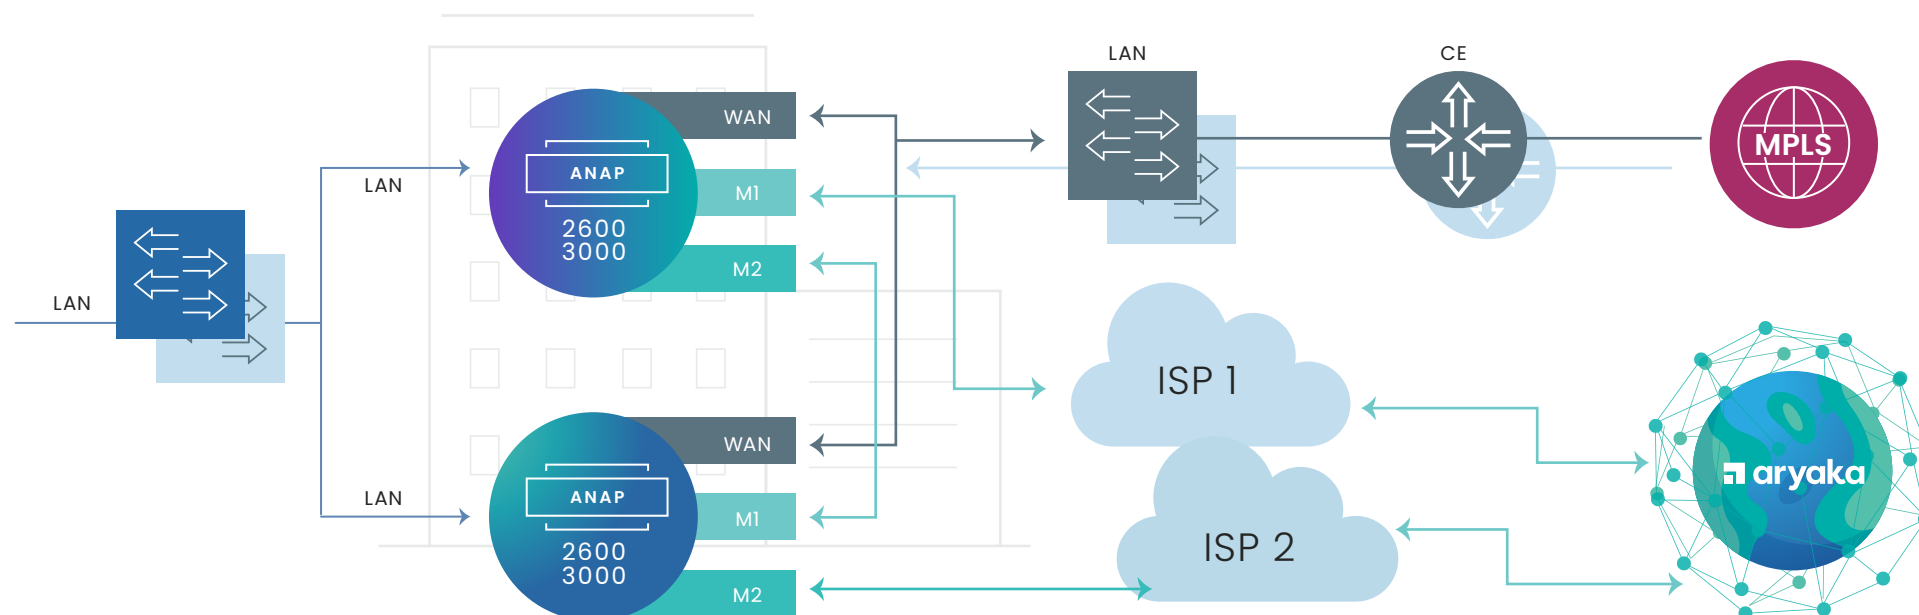 LAN
LAN
LAN
ANAP
2600
3000
WAN
M1
M2
ANAP
2600
3000
WAN
M1
M2
LAN
CE
MPLS
ISP 1
ISP 2
aryaka